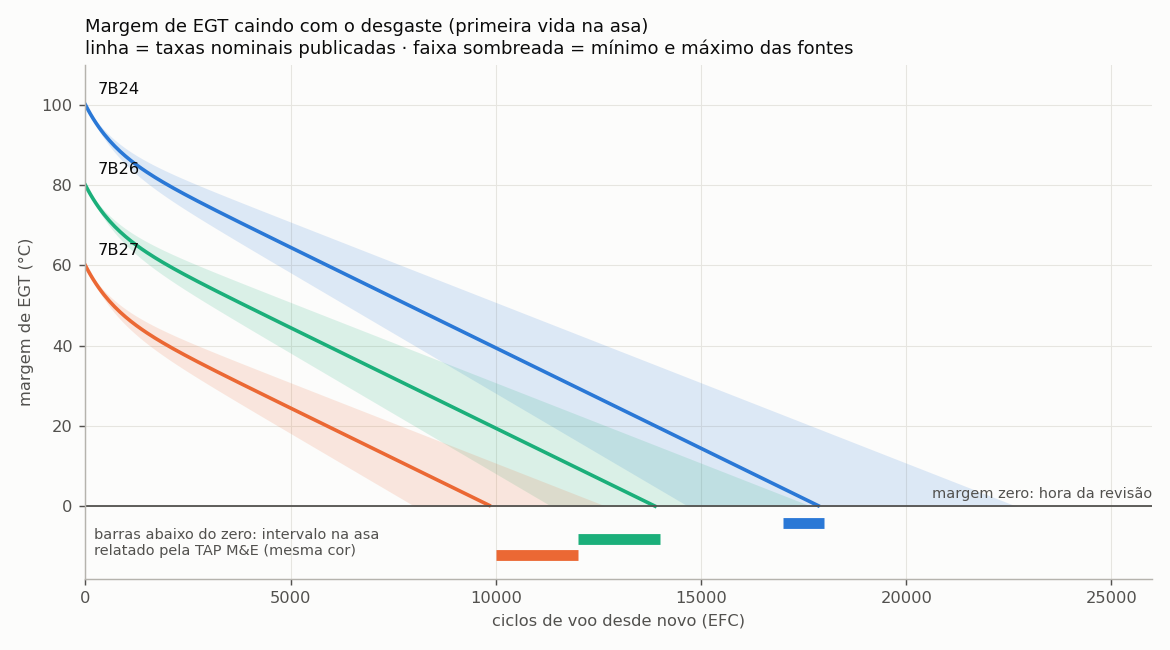 Margem de EGT caindo com o desgaste (primeira vida na asa)
linha = taxas nominais publicadas · faixa sombreada = mínimo e máximo das fontes
margem de EGT (°C)
100
80
60
40
20
0
7B24
7B26
7B27
margem zero: hora da revisão
barras abaixo do zero: intervalo na asa
relatado pela TAP M&E (mesma cor)
0
5000
10000
15000
20000
25000
ciclos de voo desde novo (EFC)